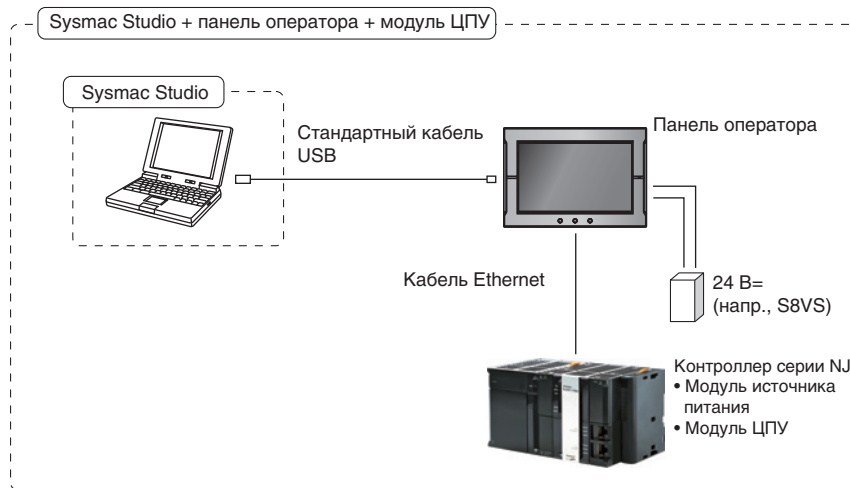 Sysmac Studio + панель оператора + модуль ЦПУ
Sysmac Studio
Стандартный кабель
USB
Панель оператора
Кабель Ethernet
24 В=
(напр., S8VS)
Контроллер серии NJ
• Модуль источника
питания
• Модуль ЦПУ